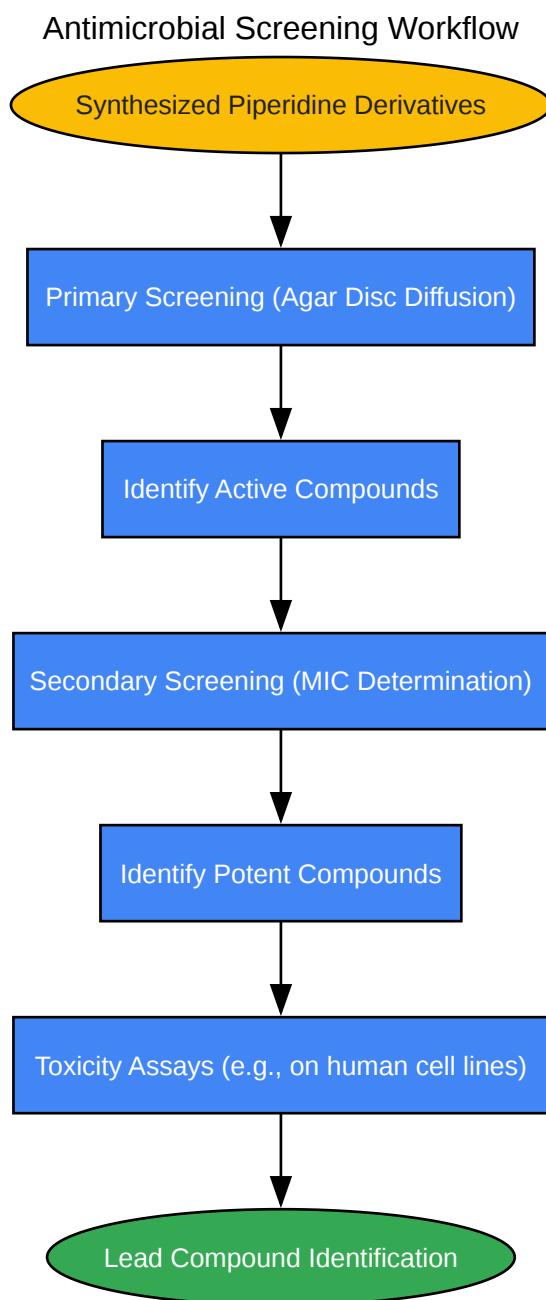 Antimicrobial Screening Workflow
Synthesized Piperidine Derivatives
Primary Screening (Agar Disc Diffusion)
Identify Active Compounds
Secondary Screening (MIC Determination)
Identify Potent Compounds
Toxicity Assays (e.g., on human cell lines)
Lead Compound Identification